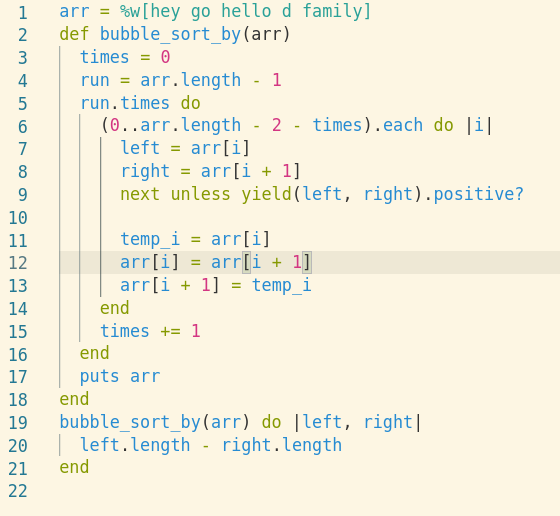 1 arr = %w[hey go hello d family]
2 def bubble_sort_by(arr)
3   times = 0
4   run = arr.length - 1
5   run.times do
6     (0..arr.length - 2 - times).each do |i|
7       left = arr[i]
8       right = arr[i + 1]
9       next unless yield(left, right).positive?
10
11       temp_i = arr[i]
12       arr[i] = arr[i + 1]
13       arr[i + 1] = temp_i
14     end
15     times += 1
16   end
17   puts arr
18 end
19 bubble_sort_by(arr) do |left, right|
20   left.length - right.length
21 end
22